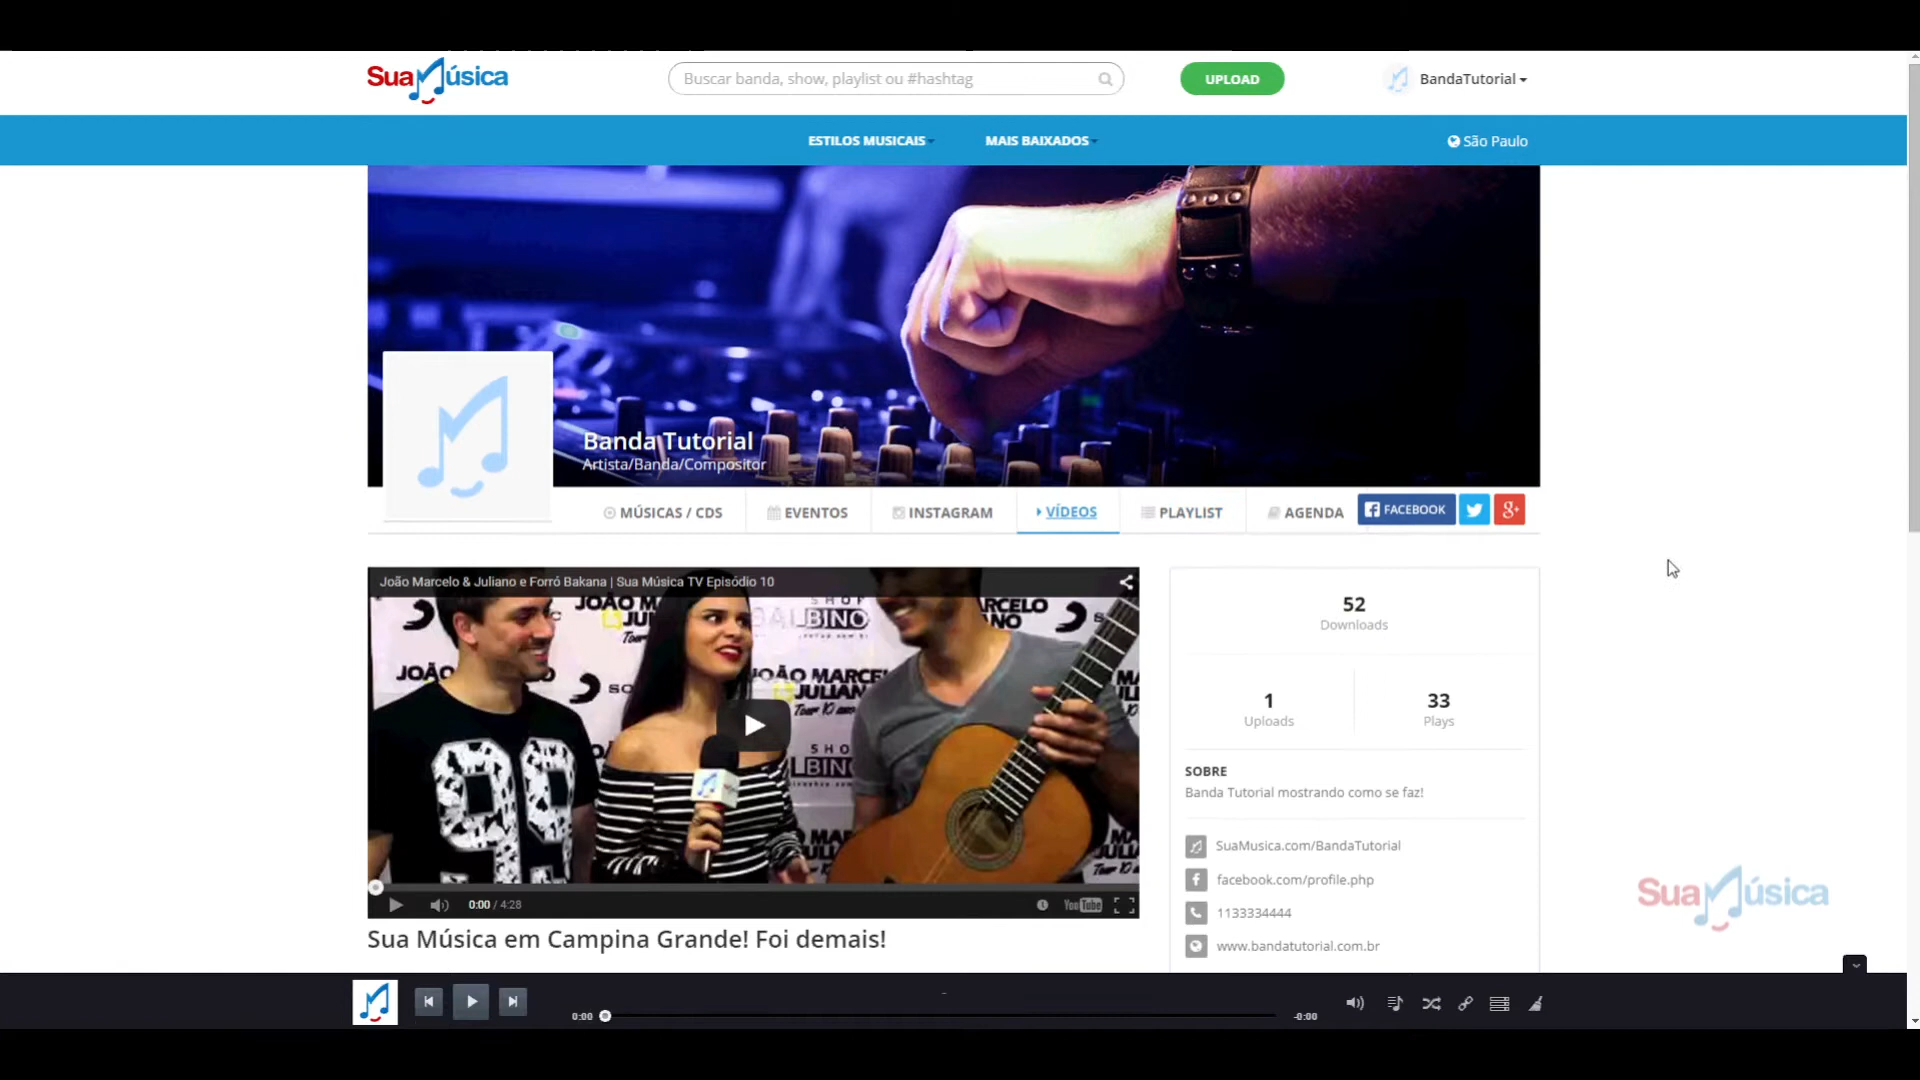 SuaMúsica
Buscar banda, show, playlist ou #hashtag
UPLOAD
BandaTutorial
ESTILOS MUSICAIS
MAIS BAIXADOS
São Paulo
Banda Tutorial
Artista/Banda/Compositor
MÚSICAS / CDS
EVENTOS
INSTAGRAM
VÍDEOS
PLAYLIST
AGENDA
FACEBOOK
g+
João Marcelo & Juliano e Forró Bakana | Sua Música TV Episódio 10
0:00 / 4:28
YouTube
Sua Música em Campina Grande! Foi demais!
52
Downloads
1
Uploads
33
Plays
SOBRE
Banda Tutorial mostrando como se faz!
SuaMusica.com/BandaTutorial
facebook.com/profile.php
1133334444
www.bandatutorial.com.br
SuaMúsica
0:00
-0:00